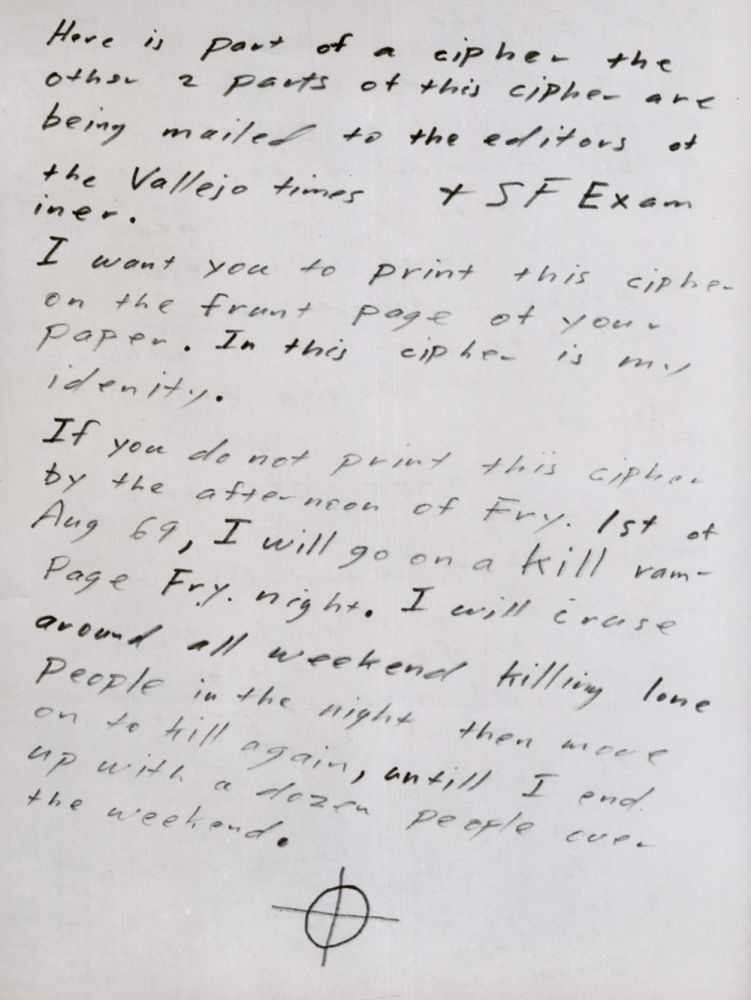 Here is part of a cipher the
other 2 parts of this cipher are
being mailed to the editors of
the Vallejo times + SF Exam
iner.
I want you to print this cipher
on the frunt page of your
paper. In this cipher is my
idenity.
If you do not print this cipher
by the afternoon of Fry. 1st of
Aug 69, I will go on a kill ram-
Page Fry. night. I will cruse
around all weekend killing lone
people in the night then move
on to kill again, untill I end
up with a dozen people over
the weekend.